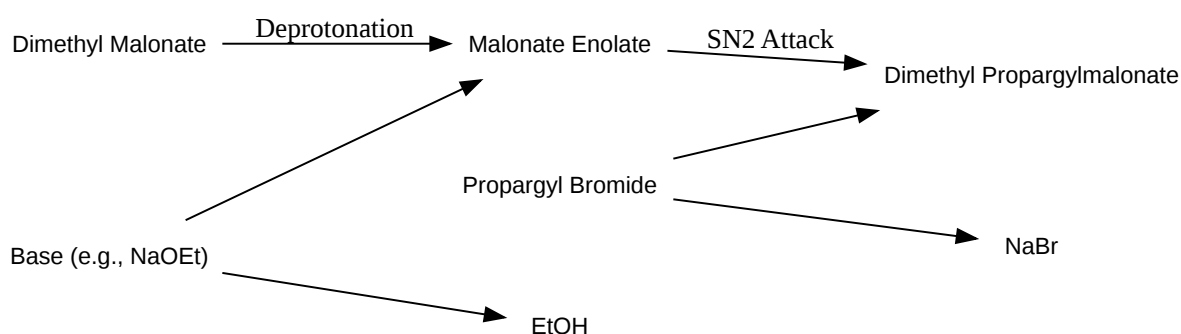 Dimethyl Malonate
Deprotonation
Malonate Enolate
SN2 Attack
Dimethyl Propargylmalonate
Propargyl Bromide
Base (e.g., NaOEt)
NaBr
EtOH